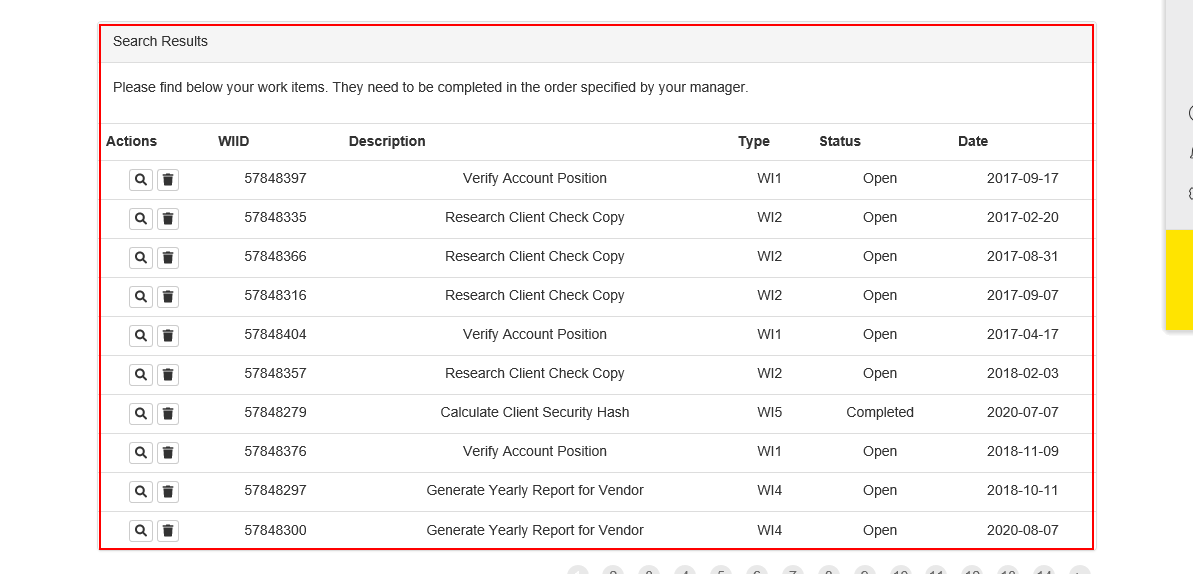 Search Results
Please find below your work items. They need to be completed in the order specified by your manager.
Actions WIID Description Type Status Date
57848397 Verify Account Position WI1 Open 2017-09-17
57848335 Research Client Check Copy WI2 Open 2017-02-20
57848366 Research Client Check Copy WI2 Open 2017-08-31
57848316 Research Client Check Copy WI2 Open 2017-09-07
57848404 Verify Account Position WI1 Open 2017-04-17
57848357 Research Client Check Copy WI2 Open 2018-02-03
57848279 Calculate Client Security Hash WI5 Completed 2020-07-07
57848376 Verify Account Position WI1 Open 2018-11-09
57848297 Generate Yearly Report for Vendor WI4 Open 2018-10-11
57848300 Generate Yearly Report for Vendor WI4 Open 2020-08-07